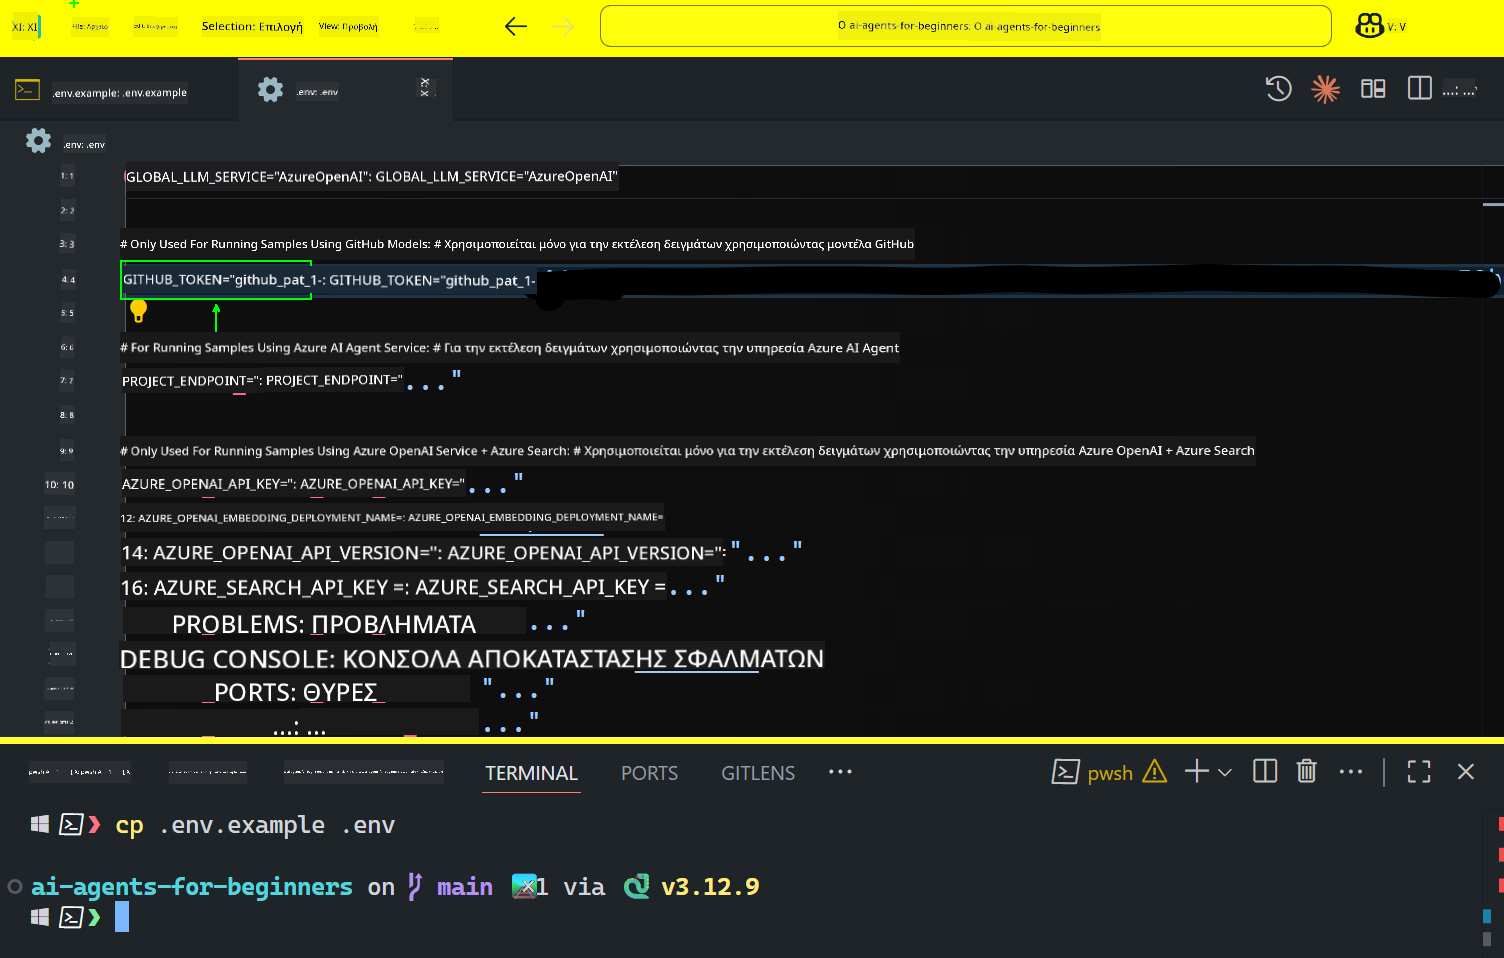 XI: XI
File: Αρχείο
Selection: Επιλογή
View: Προβολή
O ai-agents-for-beginners: O ai-agents-for-beginners
V: V
.env.example: .env.example
.env: .env
...: ...
.env: .env
1: 1
GLOBAL_LLM_SERVICE="AzureOpenAI": GLOBAL_LLM_SERVICE="AzureOpenAI"
2: 2
3: 3
# Only Used For Running Samples Using GitHub Models: # Χρησιμοποιείται μόνο για την εκτέλεση δειγμάτων χρησιμοποιώντας μοντέλα GitHub
4: 4
GITHUB_TOKEN="github_pat_1-: GITHUB_TOKEN="github_pat_1-
5: 5
6: 6
# For Running Samples Using Azure AI Agent Service: # Για την εκτέλεση δειγμάτων χρησιμοποιώντας την υπηρεσία Azure AI Agent
7: 7
PROJECT_ENDPOINT=": PROJECT_ENDPOINT="..."
8: 8
9: 9
# Only Used For Running Samples Using Azure OpenAI Service + Azure Search: # Χρησιμοποιείται μόνο για την εκτέλεση δειγμάτων χρησιμοποιώντας την υπηρεσία Azure OpenAI + Azure Search
10: 10
AZURE_OPENAI_API_KEY=": AZURE_OPENAI_API_KEY="..."
12: AZURE_OPENAI_EMBEDDING_DEPLOYMENT_NAME=: AZURE_OPENAI_EMBEDDING_DEPLOYMENT_NAME=
14: AZURE_OPENAI_API_VERSION=": AZURE_OPENAI_API_VERSION=": "..."
16: AZURE_SEARCH_API_KEY =: AZURE_SEARCH_API_KEY =..."
PROBLEMS: ΠΡΟΒΛΗΜΑΤΑ ..."
DEBUG CONSOLE: ΚΟΝΣΟΛΑ ΑΠΟΚΑΤΑΣΤΑΣΗΣ ΣΦΑΛΜΑΤΩΝ
PORTS: ΘΥΡΕΣ "..."
...: ... ..."
TERMINAL PORTS GITLENS ...
pwsh
cp .env.example .env
ai-agents-for-beginners on main 1 via v3.12.9